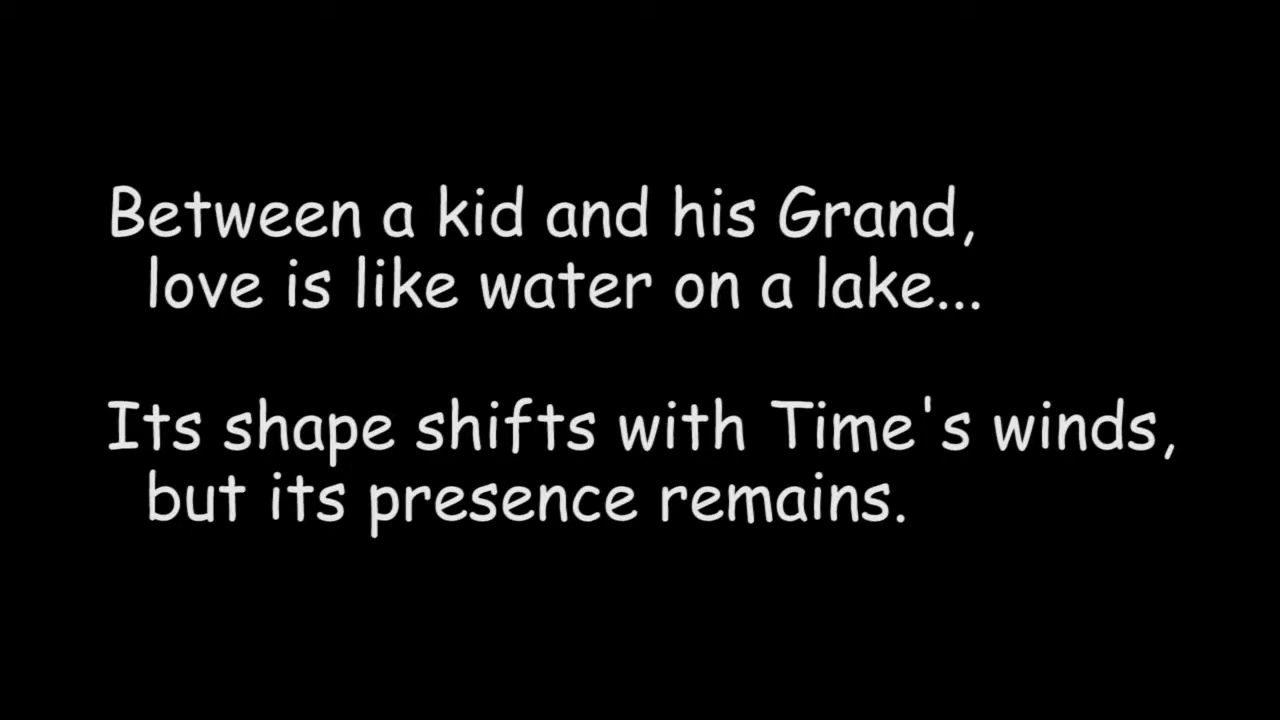 Between a kid and his Grand,
love is like water on a lake...
Its shape shifts with Time's winds,
but its presence remains.